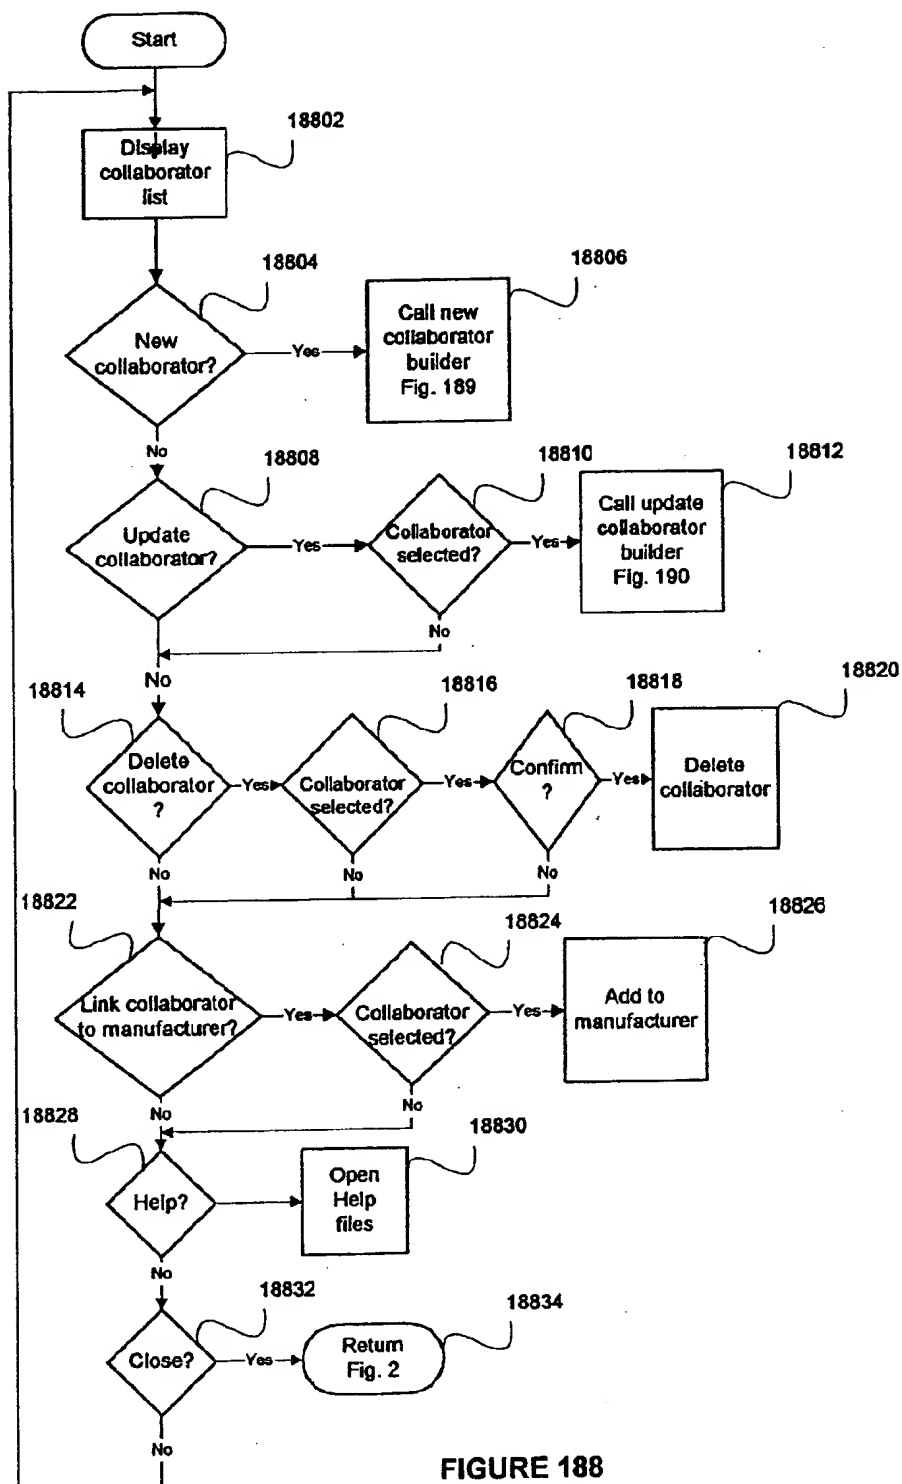 Start
18802
Display
collaborator
list
18804
New
collaborator?
Yes
18806
Call new
collaborator
builder
Fig. 189
No
18808
Update
collaborator?
Yes
18810
Collaborator
selected?
Yes
18812
Call update
collaborator
builder
Fig. 190
No
No
18814
Delete
collaborator
?
Yes
18816
Collaborator
selected?
Yes
18818
Confirm
?
Yes
18820
Delete
collaborator
No
No
No
18822
Link collaborator
to manufacturer?
Yes
18824
Collaborator
selected?
Yes
18826
Add to
manufacturer
No
No
18828
Help?
18830
Open
Help
files
No
18832
Close?
Yes
18834
Return
Fig. 2
No
FIGURE 188